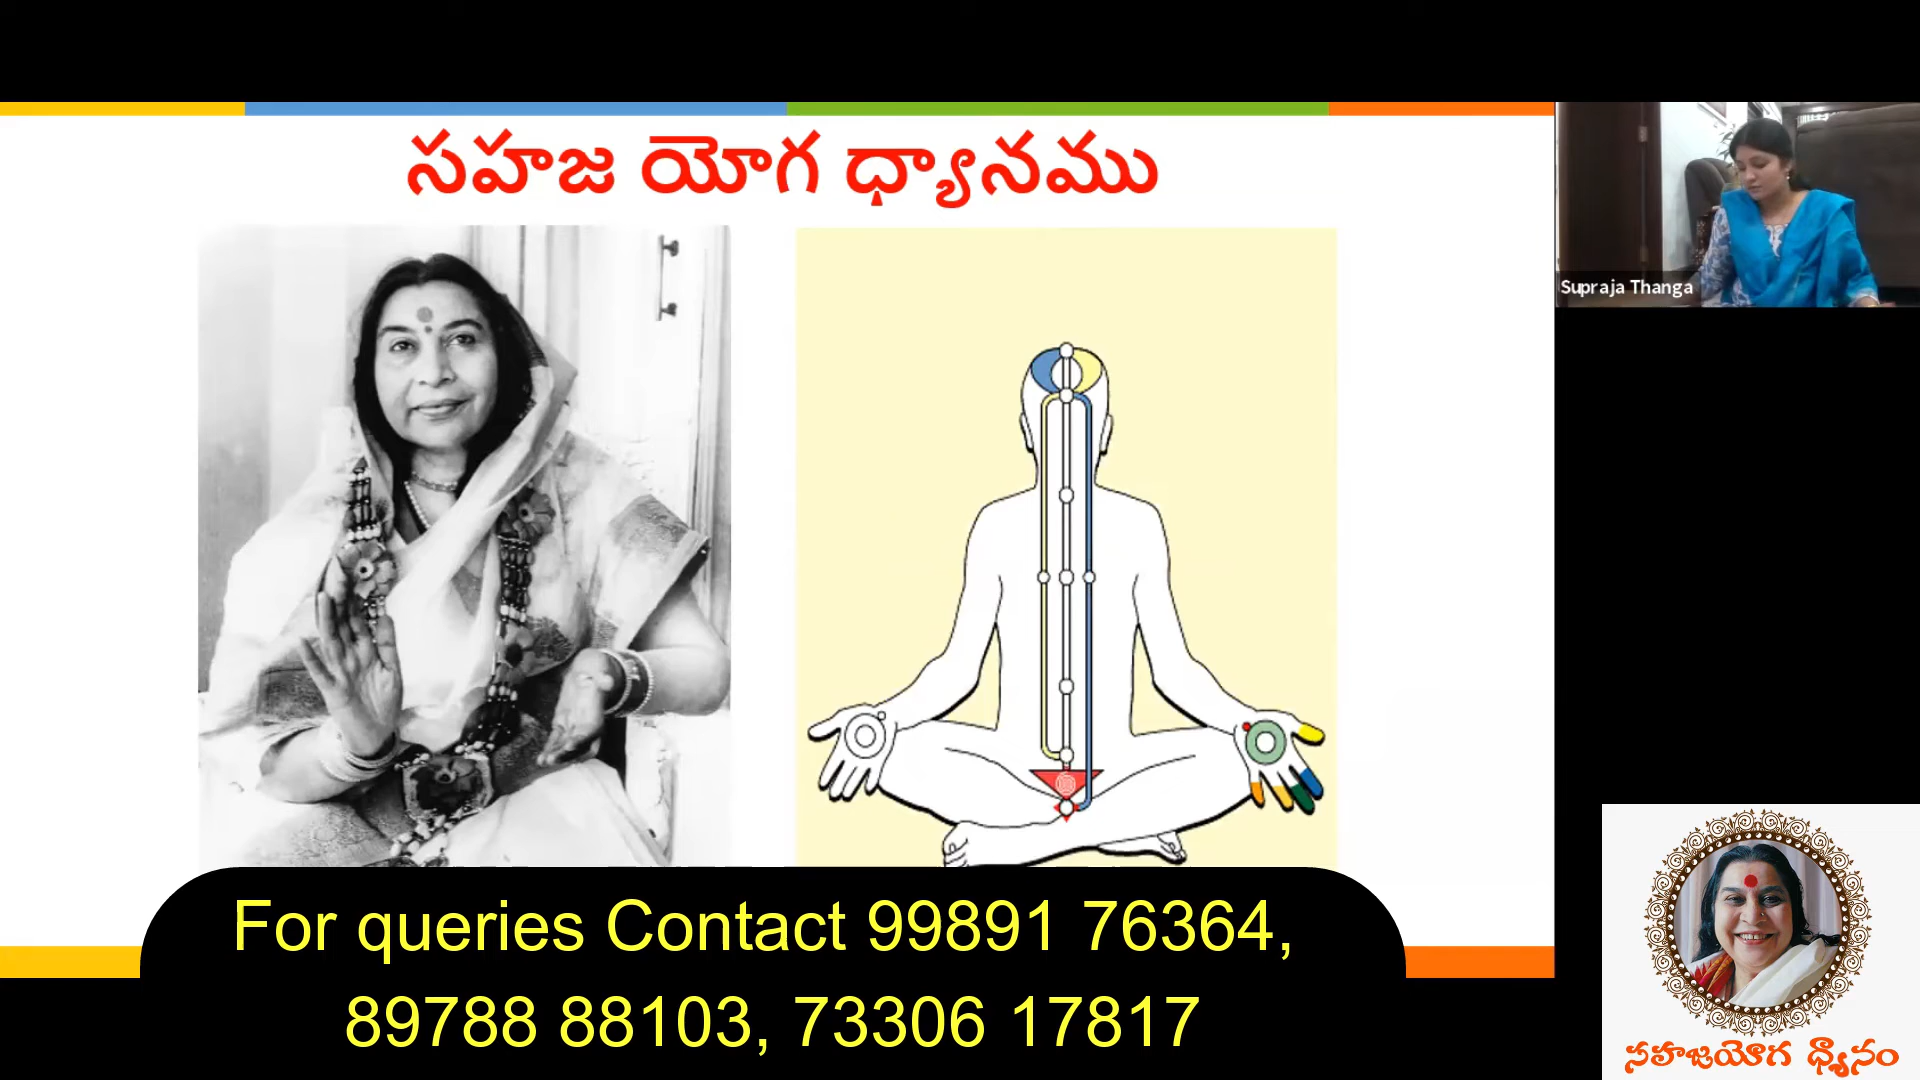 సహజ యోగ ధ్యానము
Supraja Thanga
For queries Contact 99891 76364,
89788 88103, 73306 17817
సహజయోగ ధ్యానం